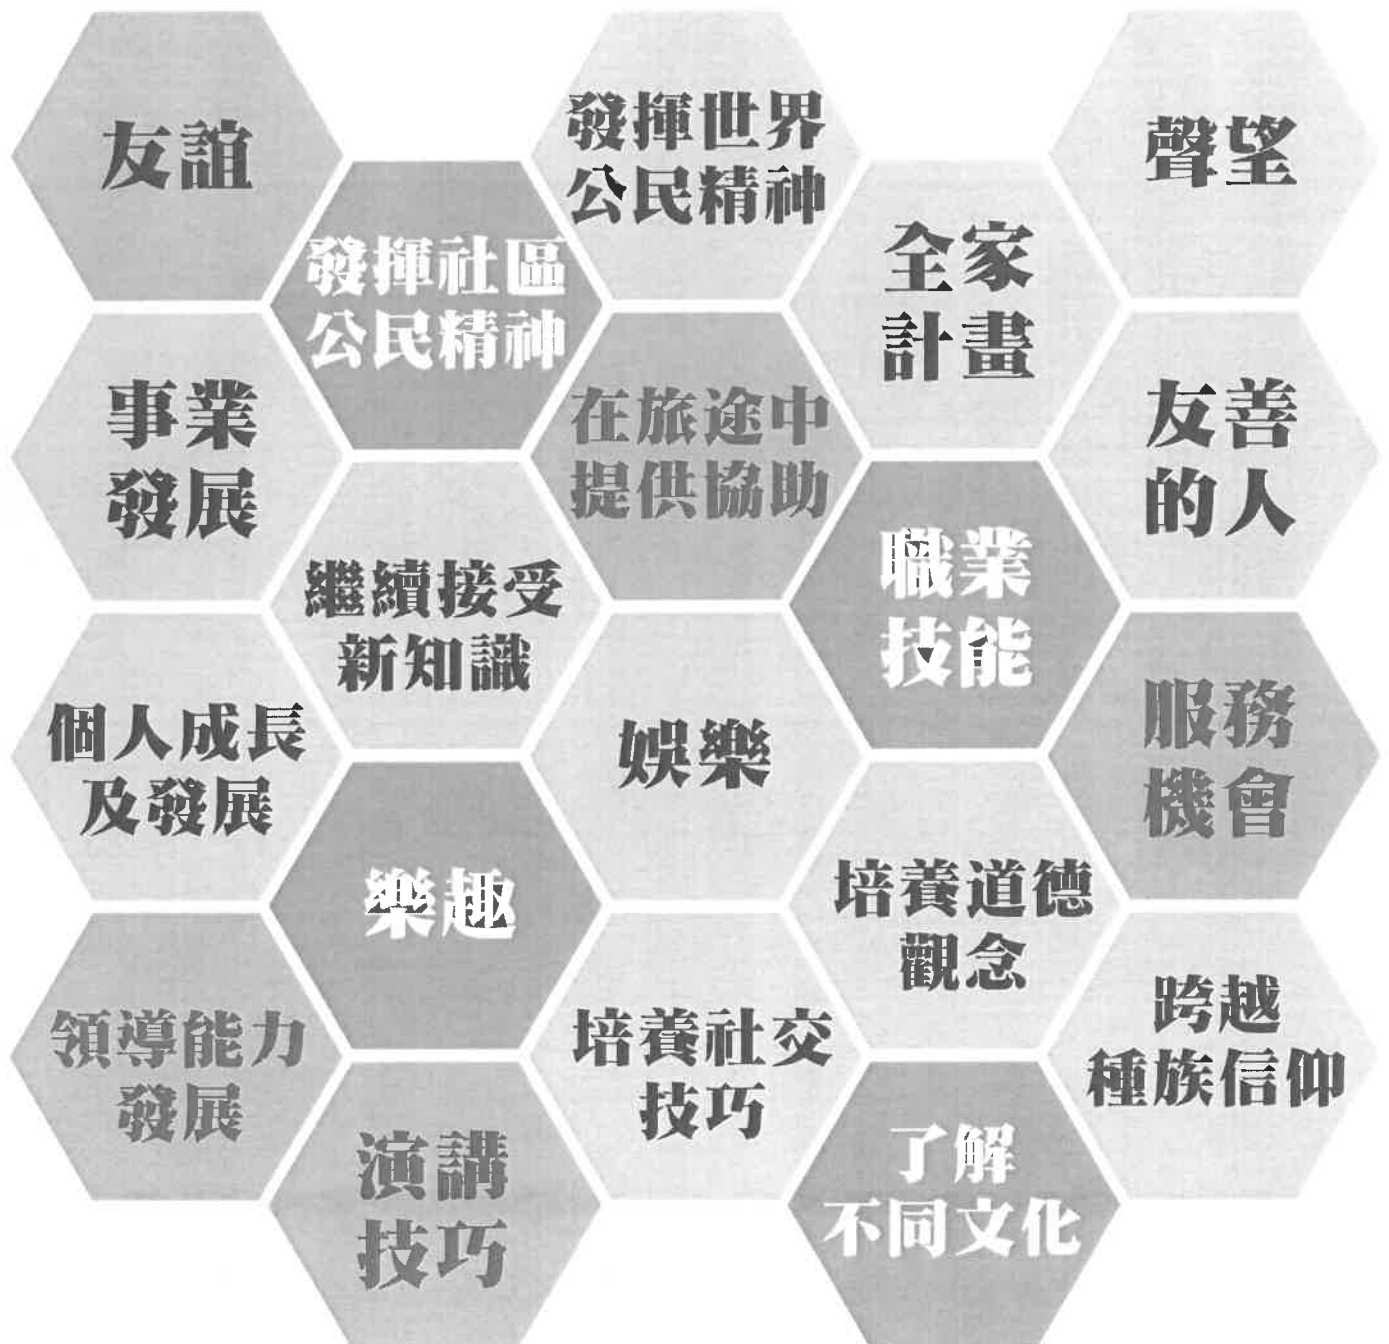 友誼
發揮世界
公民精神
聲望
發揮社區
公民精神
全家
計畫
事業
發展
在旅途中
提供協助
友善
的人
繼續接受
新知識
職業
技能
個人成長
及發展
娛樂
服務
機會
樂趣
培養道德
觀念
領導能力
發展
培養社交
技巧
跨越
種族信仰
演講
技巧
了解
不同文化